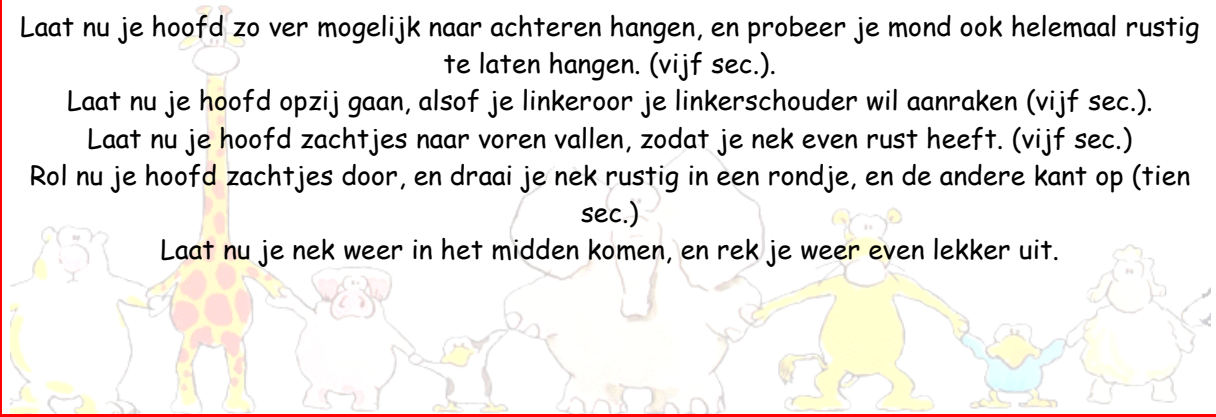 Laat nu je hoofd zo ver mogelijk naar achteren hangen, en probeer je mond ook helemaal rustig
te laten hangen. (vijf sec.).
Laat nu je hoofd opzij gaan, alsof je linkeroor je linkerschouder wil aanraken (vijf sec.).
Laat nu je hoofd zachtjes naar voren vallen, zodat je nek even rust heeft. (vijf sec.)
Rol nu je hoofd zachtjes door, en draai je nek rustig in een rondje, en de andere kant op (tien
sec.)
Laat nu je nek weer in het midden komen, en rek je weer even lekker uit.